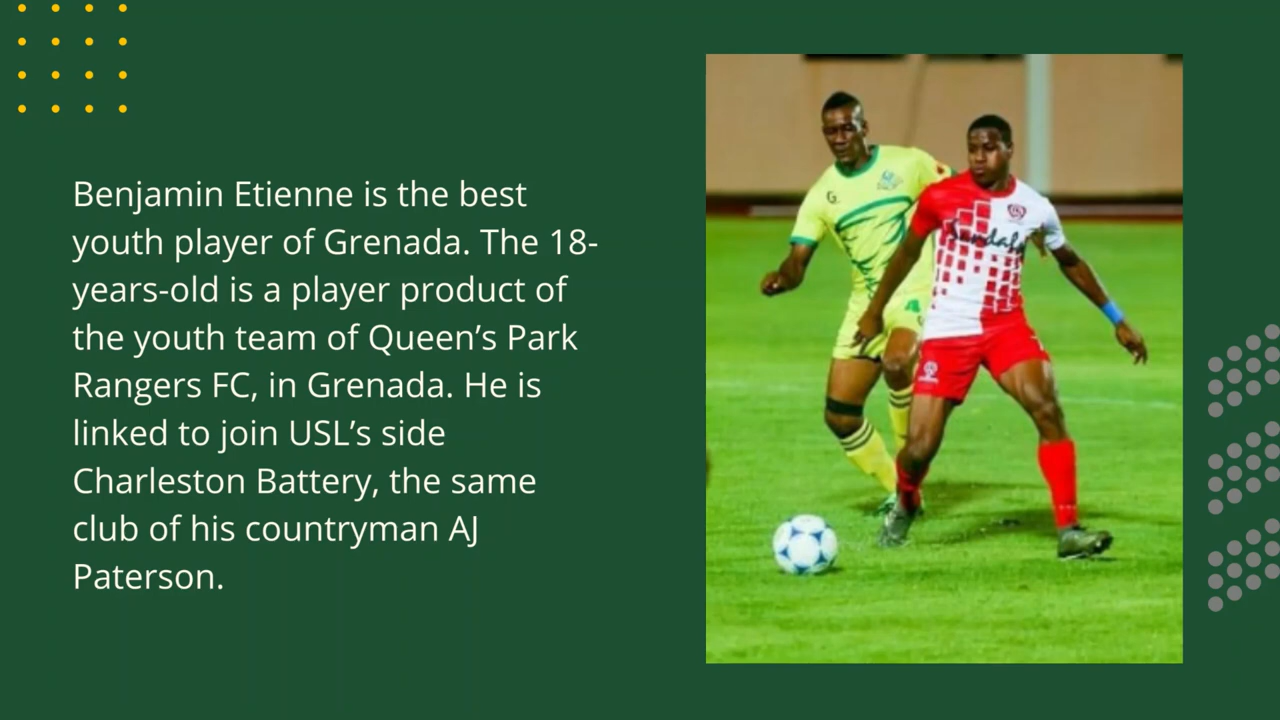 Benjamin Etienne is the best
youth player of Grenada. The 18-
years-old is a player product of
the youth team of Queen’s Park
Rangers FC, in Grenada. He is
linked to join USL’s side
Charleston Battery, the same
club of his countryman AJ
Paterson.
G.